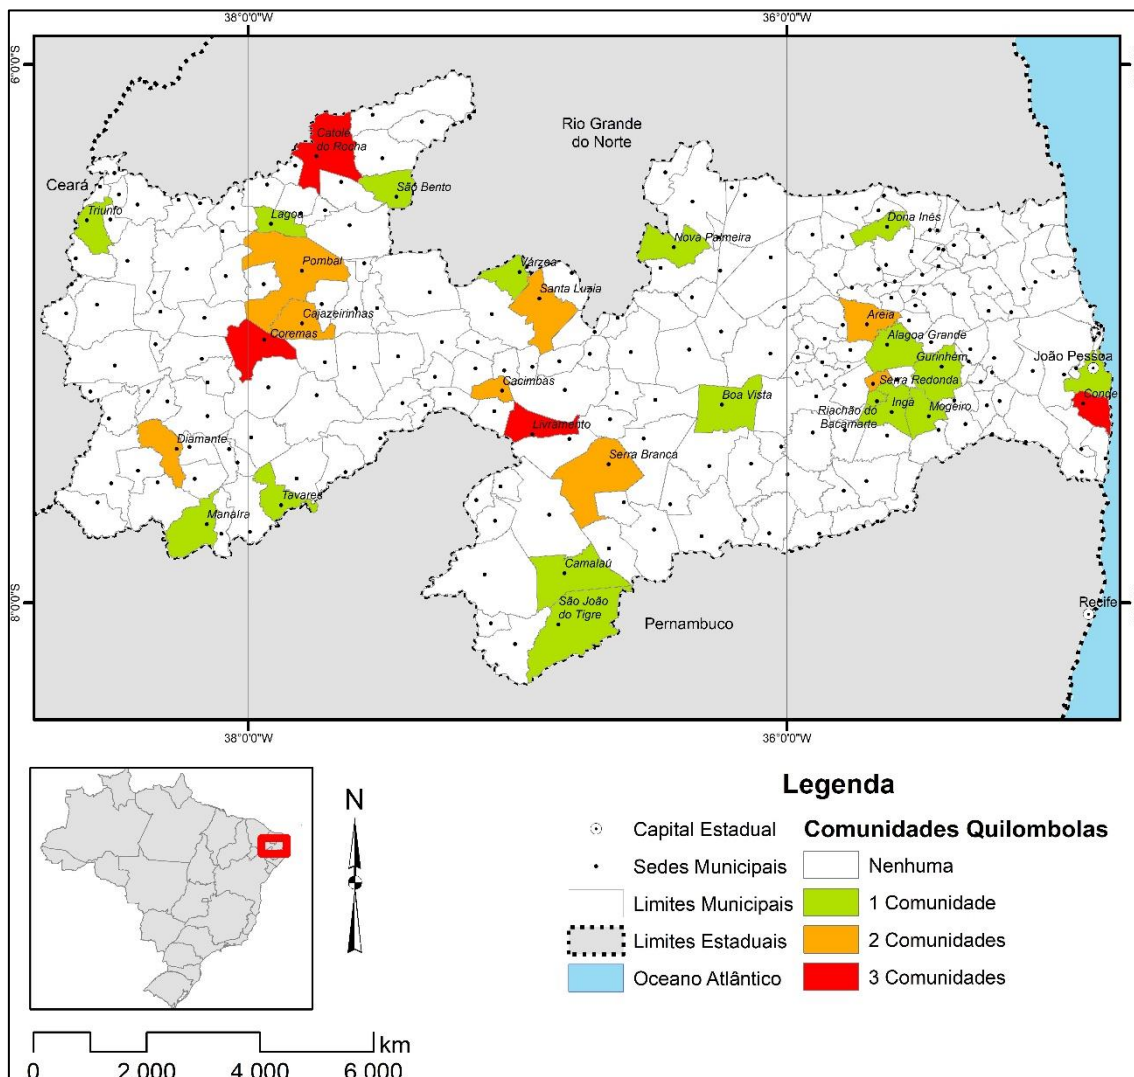 38°0'0"W
36°0'0"W
6°0'0"S
Rio Grande
do Norte
Catolé
do Rocha
Ceará
São Bento
Triunfo
Lagoa
Dona Inês
Nova Palmeira
Pombal
Várzea
Santa Luzia
Cajazeirinhas
Coremas
Areia
Alagoa Grande
Gurinhém
João Pessoa
Cacimbas
Serra Redonda
Boa Vista
Conde
Riachão do
Bacamarte
Ingá
Mogeiro
Livramento
Diamante
Serra Branca
Tavares
Manaíra
Camalaú
São João
do Tigre
8°0'0"S
Recife
Pernambuco
38°0'0"W
36°0'0"W
N
Legenda
Capital Estadual
Sedes Municipais
Limites Municipais
Limites Estaduais
Oceano Atlântico
Comunidades Quilombolas
Nenhuma
1 Comunidade
2 Comunidades
3 Comunidades
km
0 2 000 4 000 6 000